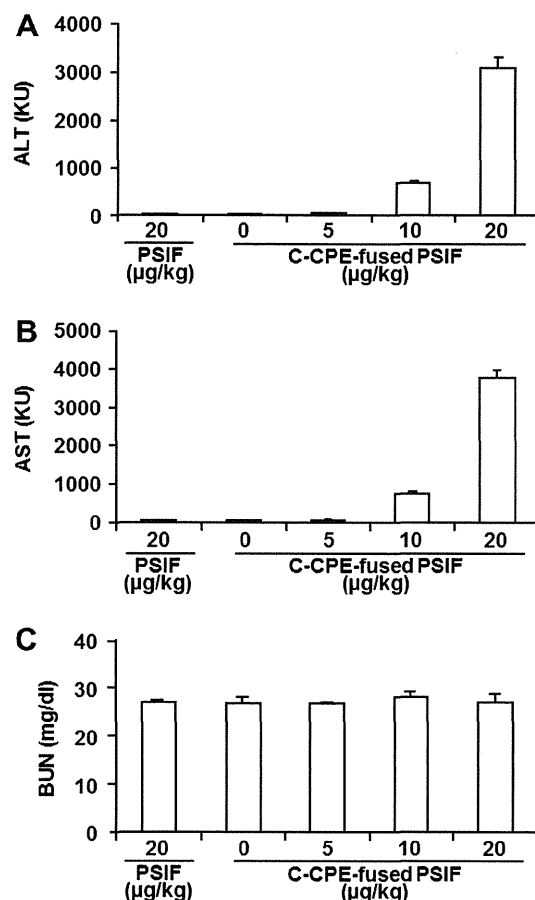 A
4000
3000
2000
1000
0
ALT (KU)
20 0 5 10 20
PSIF C-CPE-fused PSIF
(µg/kg) (µg/kg)
B
5000
4000
3000
2000
1000
0
AST (KU)
20 0 5 10 20
PSIF C-CPE-fused PSIF
(µg/kg) (µg/kg)
C
40
30
20
10
0
BUN (mg/dl)
20 0 5 10 20
PSIF C-CPE-fused PSIF
(µg/kg) (µg/kg)